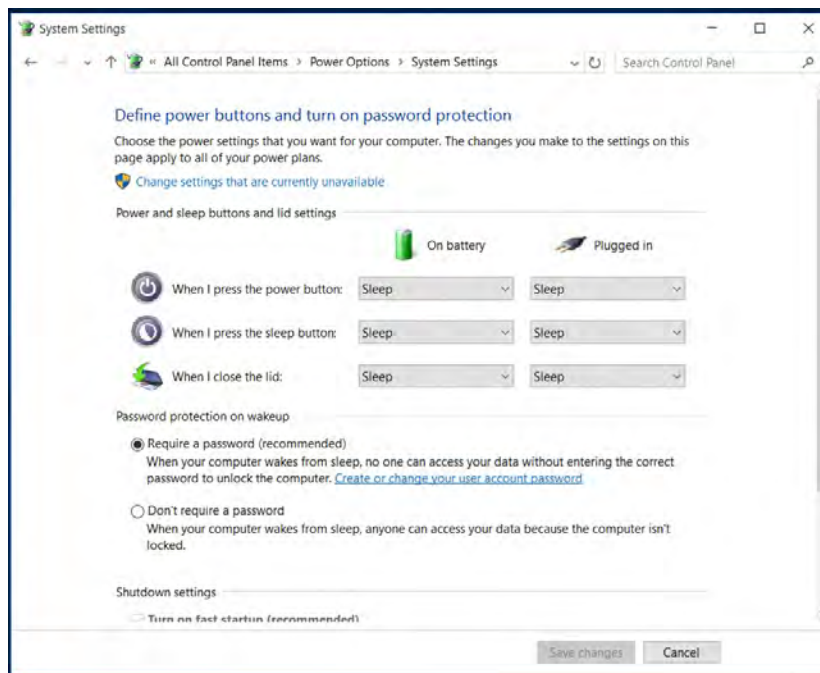 System Settings
« All Control Panel Items > Power Options > System Settings
Search Control Panel
Define power buttons and turn on password protection
Choose the power settings that you want for your computer. The changes you make to the settings on this
page apply to all of your power plans.
Change settings that are currently unavailable
Power and sleep buttons and lid settings
On battery
Plugged in
When I press the power button: Sleep Sleep
When I press the sleep button: Sleep Sleep
When I close the lid: Sleep Sleep
Password protection on wakeup
Require a password (recommended)
When your computer wakes from sleep, no one can access your data without entering the correct
password to unlock the computer. Create or change your user account password
Don't require a password
When your computer wakes from sleep, anyone can access your data because the computer isn't
locked.
Shutdown settings
Turn on fast startup (recommended)
Save changes
Cancel